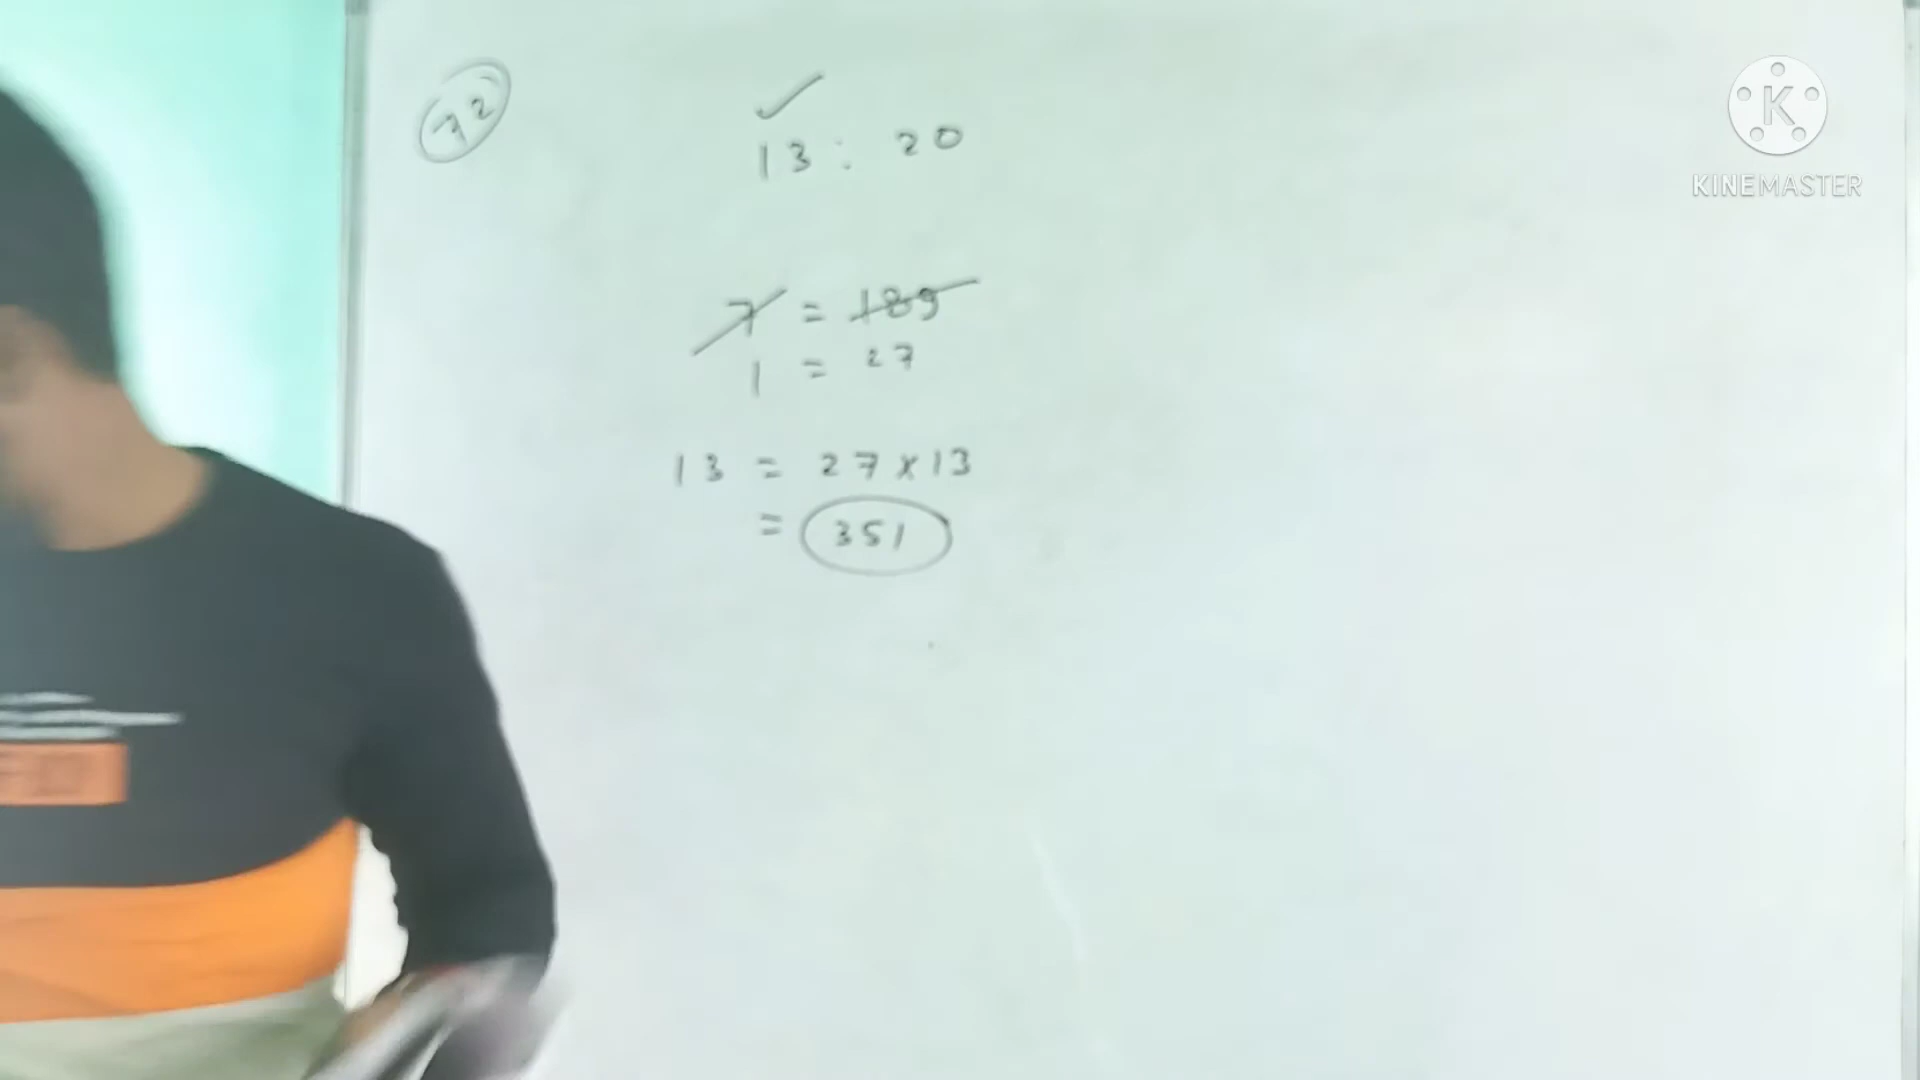 72
13 : 20
7 = 189
1 = 27
13 = 27 x 13
= 351
K
KINEMASTER